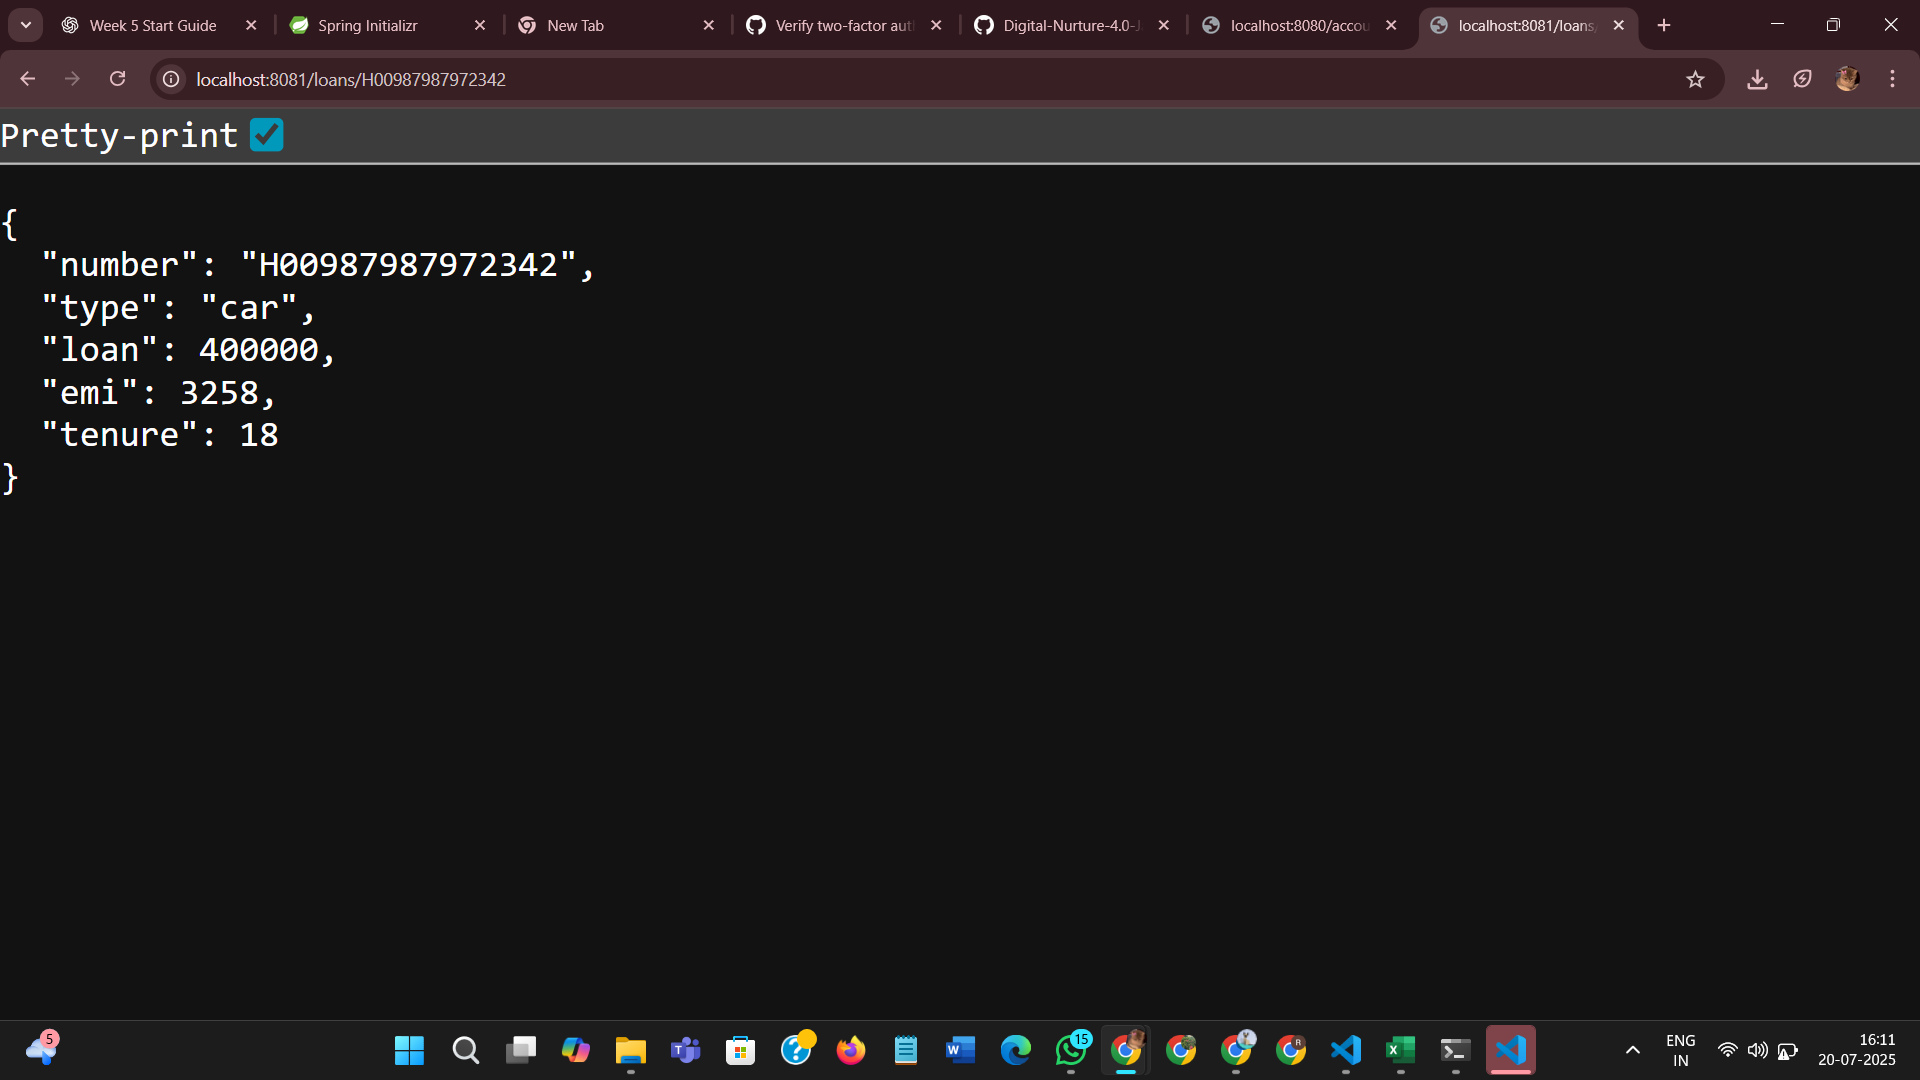 Week 5 Start Guide
Spring Initializr
New Tab
Verify two-factor aut
Digital-Nurture-4.0-J
localhost:8080/accou
localhost:8081/loans/
localhost:8081/loans/H00987987972342
Pretty-print
{
"number": "H00987987972342",
"type": "car",
"loan": 400000,
"emi": 3258,
"tenure": 18
}
5
15
R
ENG
IN
16:11
20-07-2025